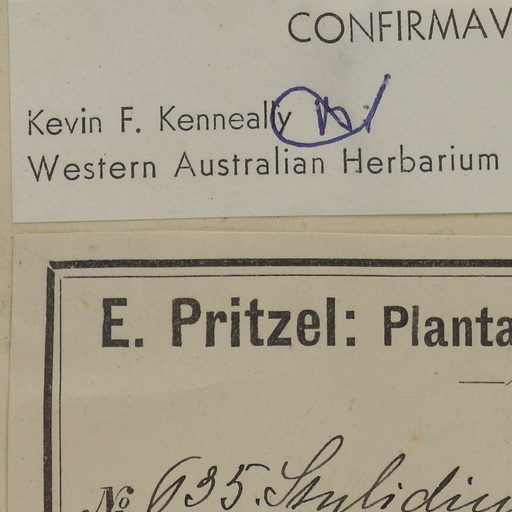 CONFIRMAV
Kevin F. Kenneally
Western Australian Herbarium
E. Pritzel: Planta
№ 635. Stylidiu